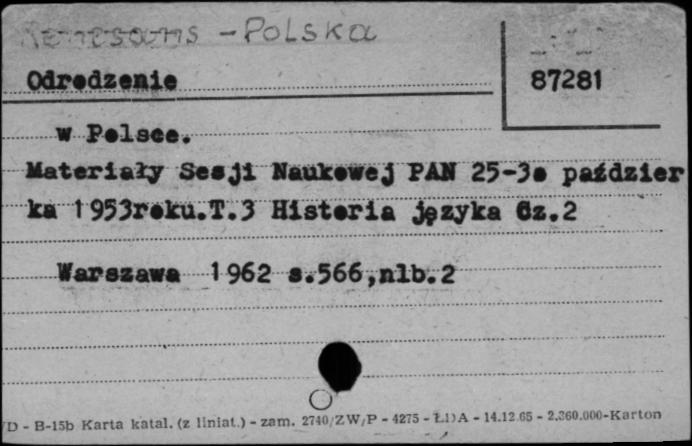 Renesans - Polska
Odrodzenie
87281
w Polsce.
Materiały Sesji Naukowej PAN 25-3o paździer
ka 1953roku.T.3 Historia języka Cz.2
Warszawa 1962 s.566,nlb.2
/D - B-15b Karta katal. (z liniat.) - zam. 2740/ZW/P - 4275 - ŁDA - 14.12.65 - 2.360.000-Karton